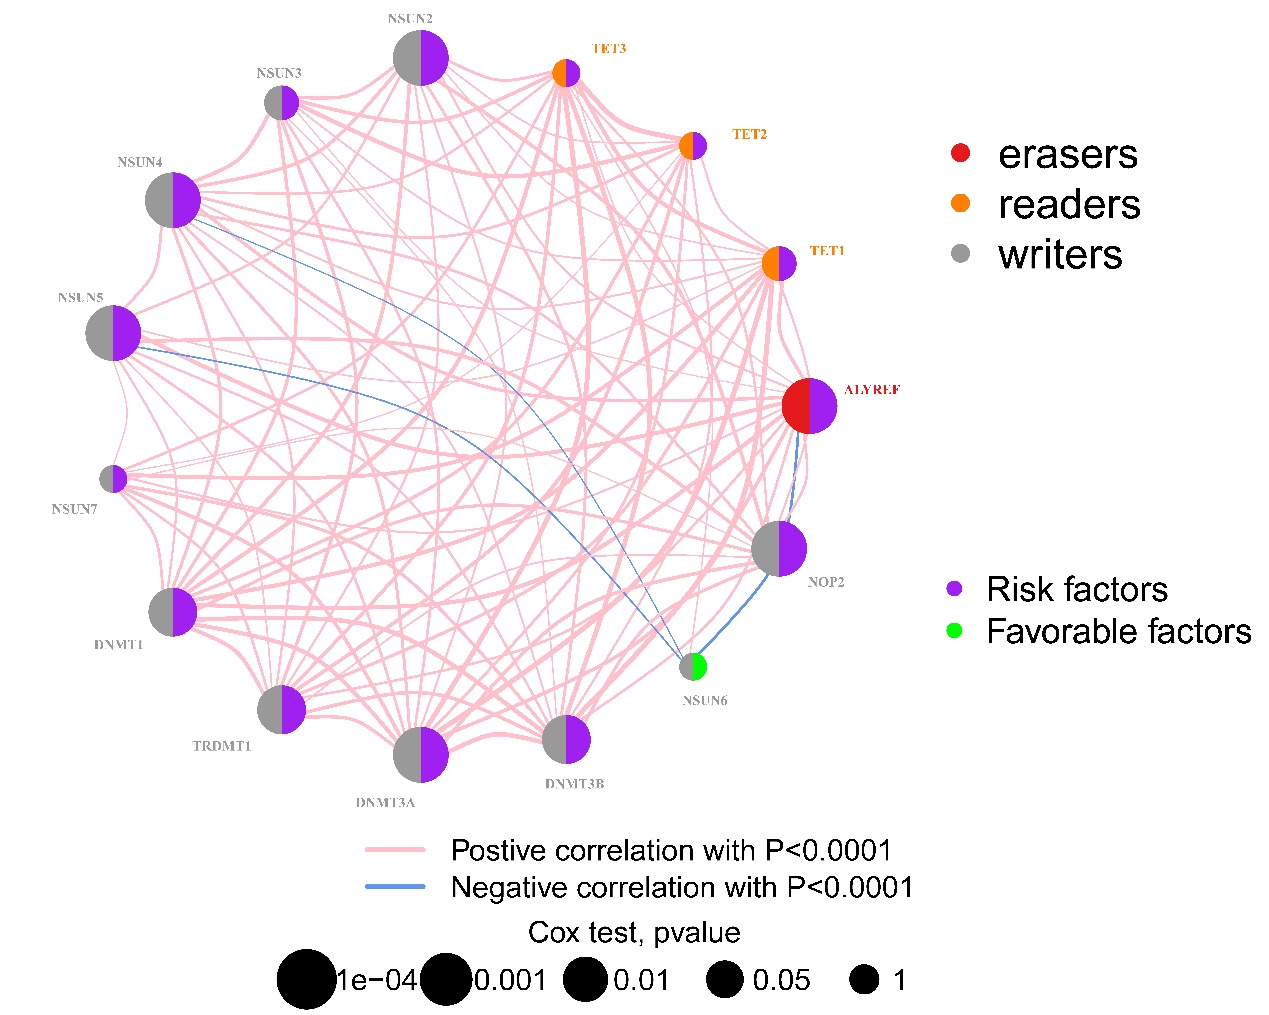 NSUN2
TET3
NSUN3
TET2
NSUN4
erasers
readers
writers
TET1
NSUN5
ALYREF
NSUN7
NOP2
Risk factors
Favorable factors
DNMT1
NSUN6
TRDMT1
DNMT3B
DNMT3A
Postive correlation with P<0.0001
Negative correlation with P<0.0001
Cox test, pvalue
1e−04 0.001 0.01 0.05 1